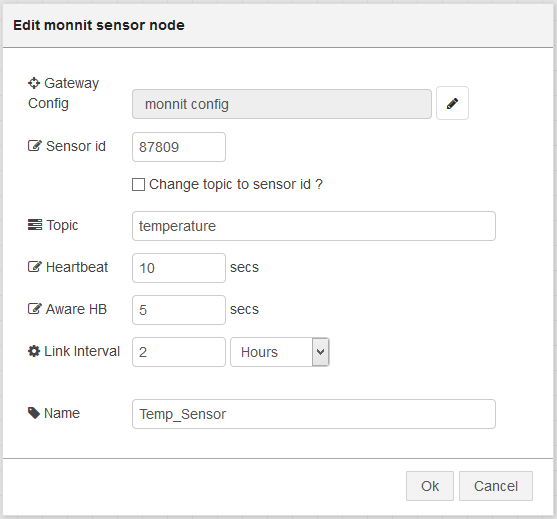 Edit monnit sensor node
Gateway
Config
monnit config
Sensor id
87809
Change topic to sensor id ?
Topic
temperature
Heartbeat
10
secs
Aware HB
5
secs
Link Interval
2
Hours
Name
Temp_Sensor
Ok
Cancel